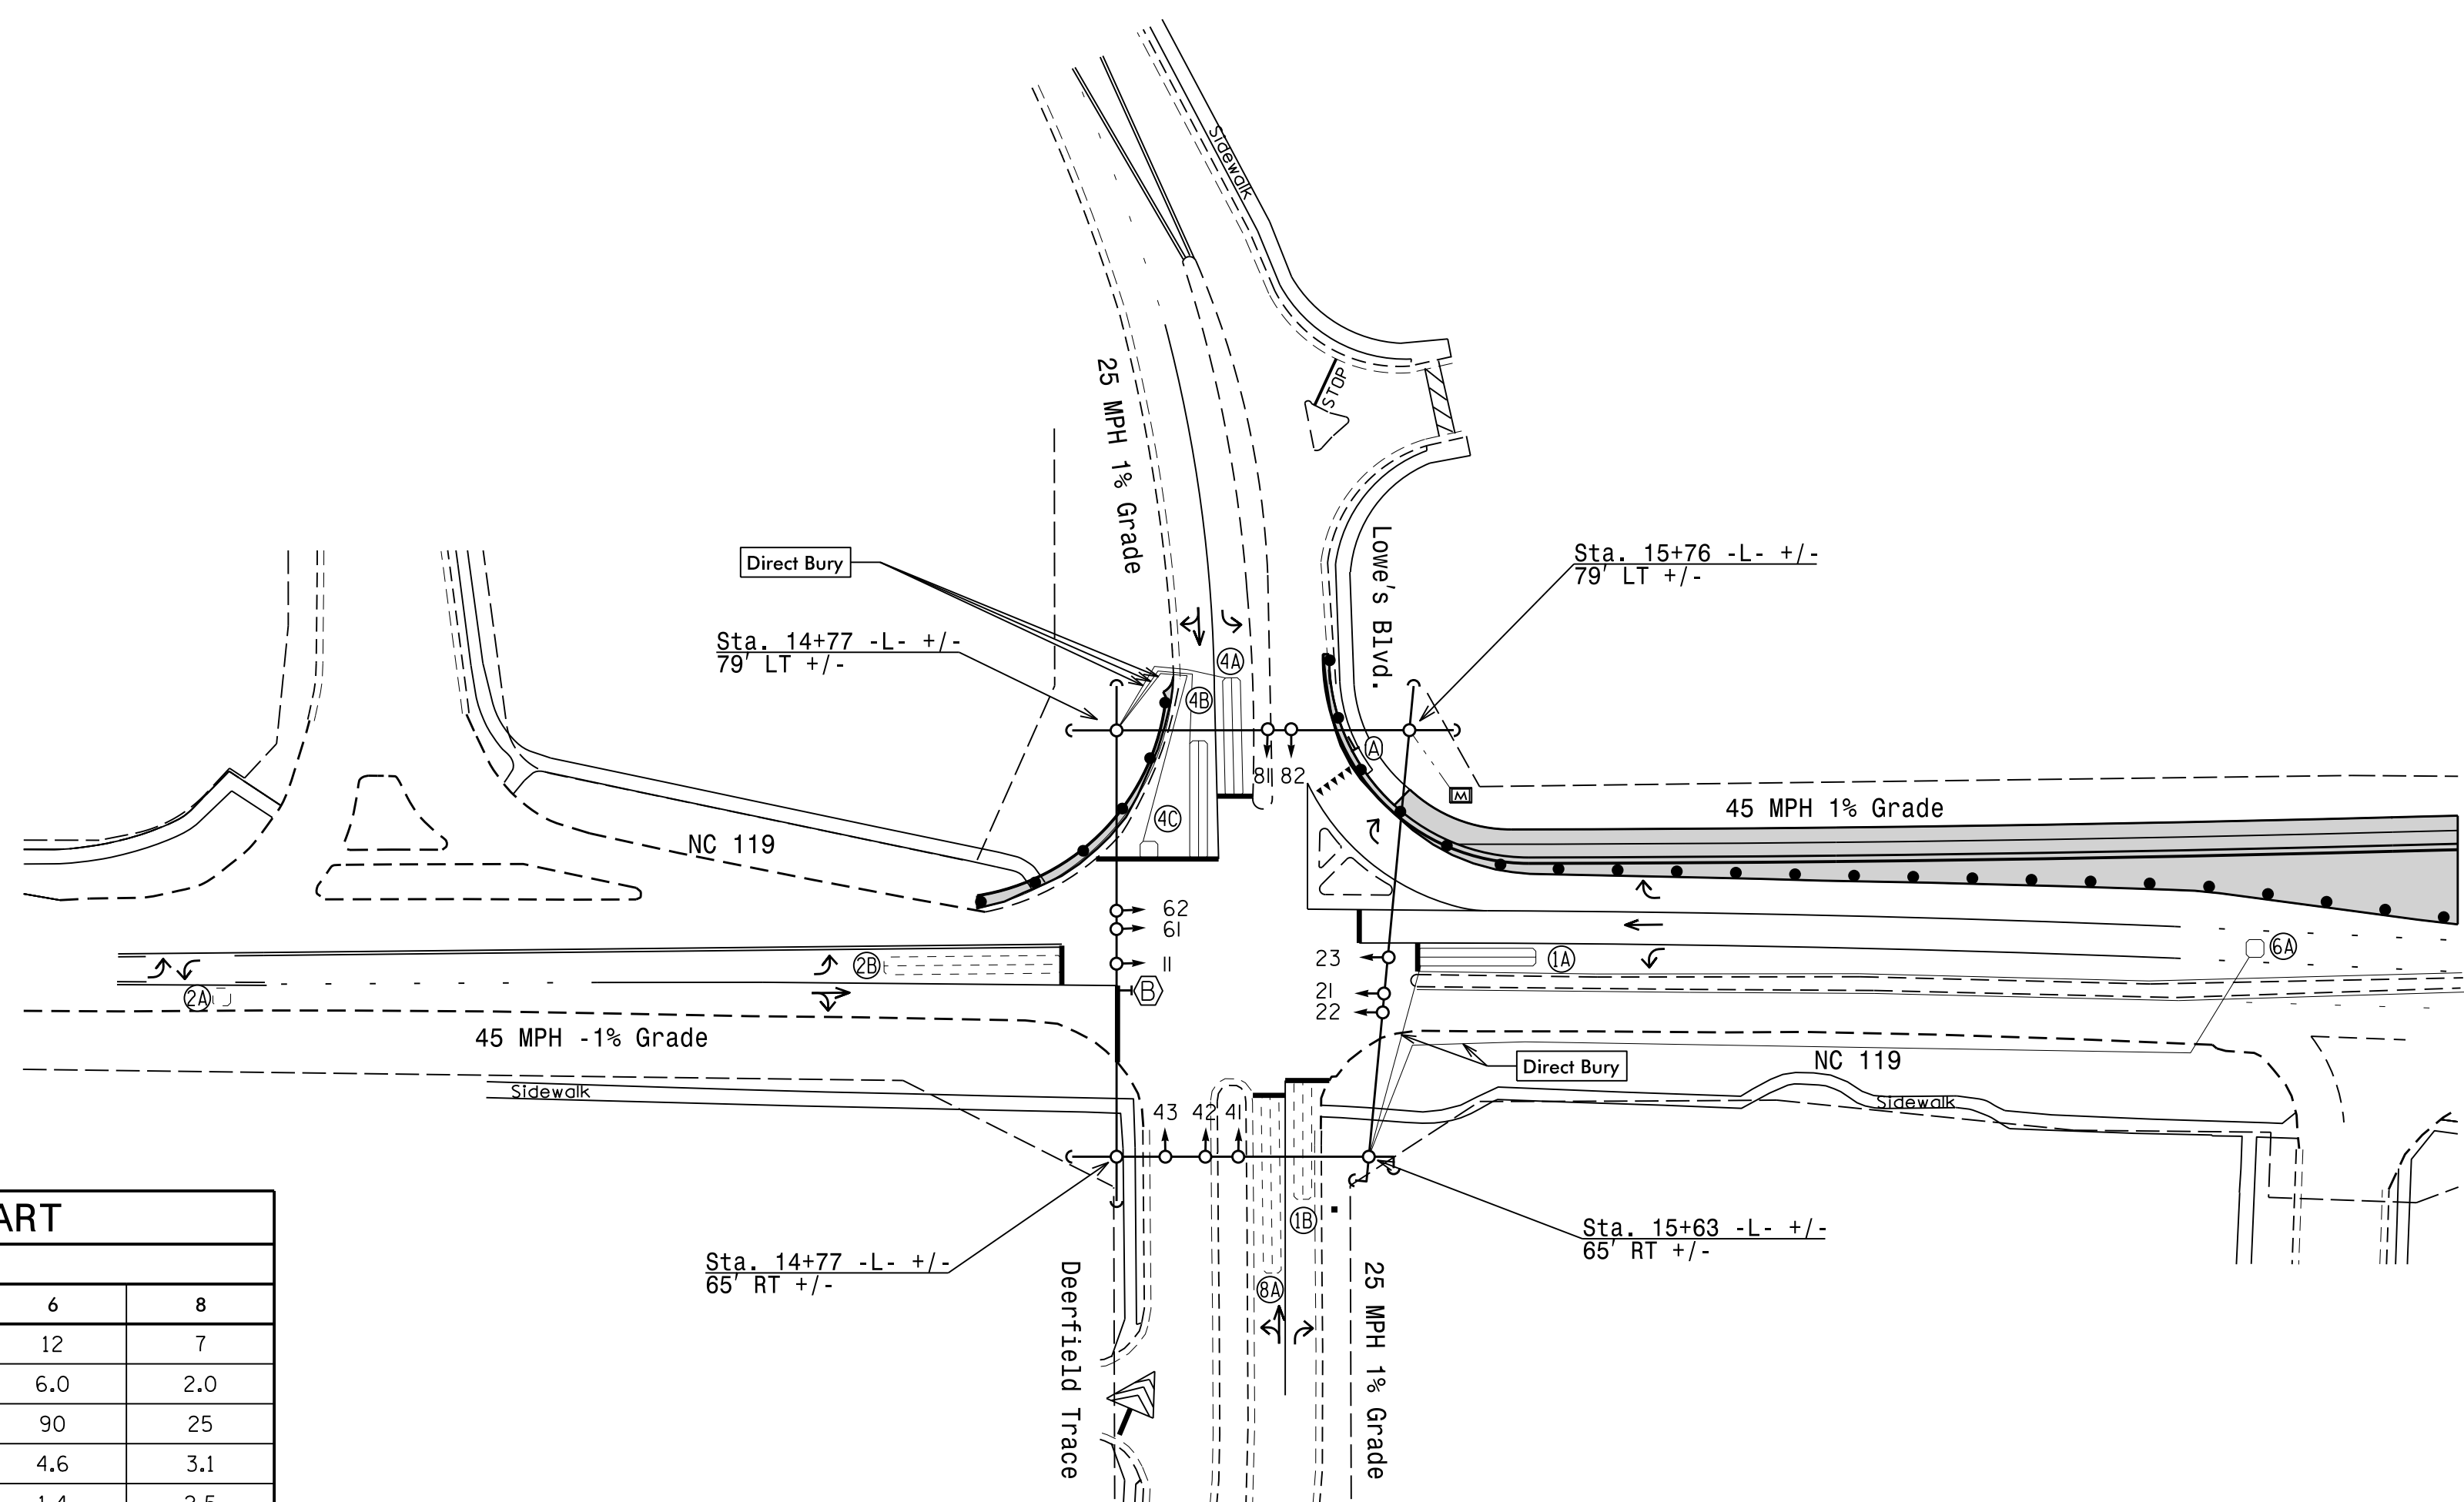 Sidewalk
25 MPH 1% Grade
STOP
Lowe's Blvd.
Direct Bury
Sta. 15+76 -L- +/-
79' LT +/-
Sta. 14+77 -L- +/-
79' LT +/-
4A
4B
4C
A
81 82
M
45 MPH 1% Grade
NC 119
62
61
11
B
2B
2A
23
21
22
1A
6A
45 MPH -1% Grade
Direct Bury
NC 119
Sidewalk
Sidewalk
43 42 41
1B
8A
Sta. 15+63 -L- +/-
65' RT +/-
Sta. 14+77 -L- +/-
65' RT +/-
Deerfield Trace
25 MPH 1% Grade
ART
6 8
12 7
6.0 2.0
90 25
4.6 3.1
1.4 2.5